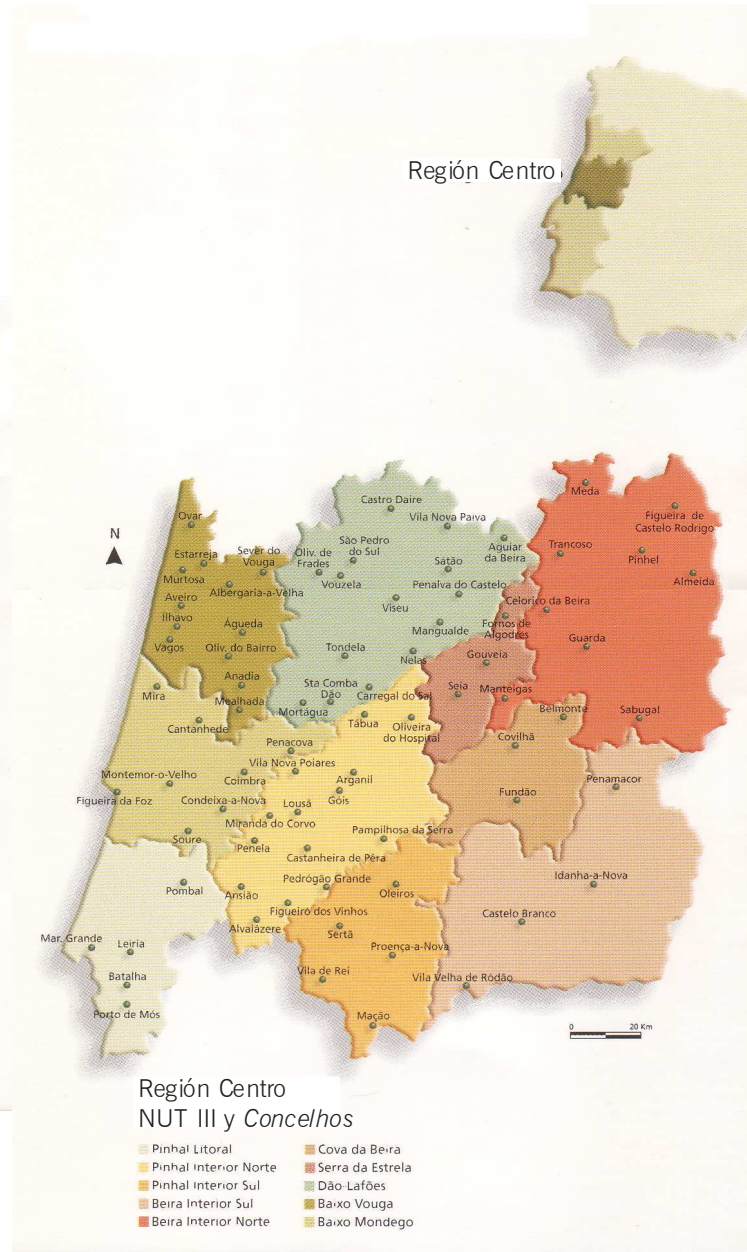 Región Centro
N
Ovar
Estarreja
Murtosa
Sever do
Vouga
Albergaria-a-Velha
Aveiro
Ílhavo
Vagos
Águeda
Oliv. do Bairro
Anadia
Mealhada
Castro Daire
Vila Nova Paiva
São Pedro
do Sul
Oliv. de
Frades
Vouzela
Satão
Aguiar
da Beira
Penalva do Castelo
Viseu
Mangualde
Tondela
Nelas
Sta Comba
Dão
Carregal do Sal
Mortágua
Meda
Figueira de
Castelo Rodrigo
Trancoso
Pinhel
Almeida
Celorico da Beira
Fornos de
Algodres
Guarda
Gouveia
Seia
Manteigas
Sabugal
Belmonte
Covilhã
Fundão
Penamacor
Mira
Cantanhede
Penacova
Montemor-o-Velho
Coimbra
Figueira da Foz
Condeixa-a-Nova
Soure
Tábua
Oliveira
do Hospital
Vila Nova Poiares
Arganil
Góis
Lousã
Miranda do Corvo
Penela
Pampilhosa da Serra
Castanheira de Pêra
Pedrógão Grande
Ansião
Figueiró dos Vinhos
Alvaiázere
Oleiros
Sertã
Proença-a-Nova
Vila de Rei
Mação
Idanha-a-Nova
Castelo Branco
Vila Velha de Ródão
Pombal
Mar. Grande
Leiria
Batalha
Porto de Mós
0 20 Km
Región Centro
NUT III y Concelhos
Pinhal Litoral
Pinhal Interior Norte
Pinhal Interior Sul
Beira Interior Sul
Beira Interior Norte
Cova da Beira
Serra da Estrela
Dão-Lafões
Baixo Vouga
Baixo Mondego